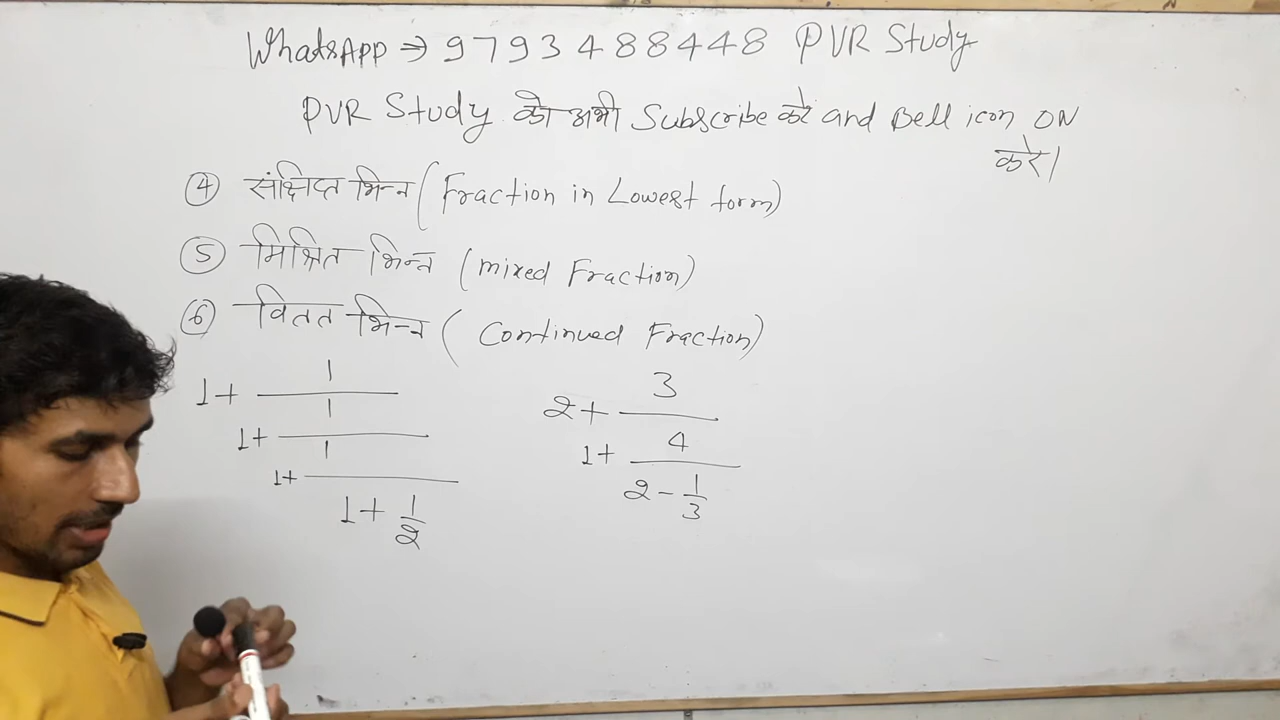 WhatsApp ⇒ 9793488448 PVR Study
PVR Study को अभी Subscribe करें and Bell icon ON
करें।
④ संक्षिप्त भिन्न (Fraction in Lowest form)
⑤ मिश्रित भिन्न (mixed Fraction)
⑥ वितत भिन्न (Continued Fraction)
1 + 1/(1 + 1/(1 + 1/(1 + 1/2)))
2 + 3/(1 + 4/(2 - 1/3))